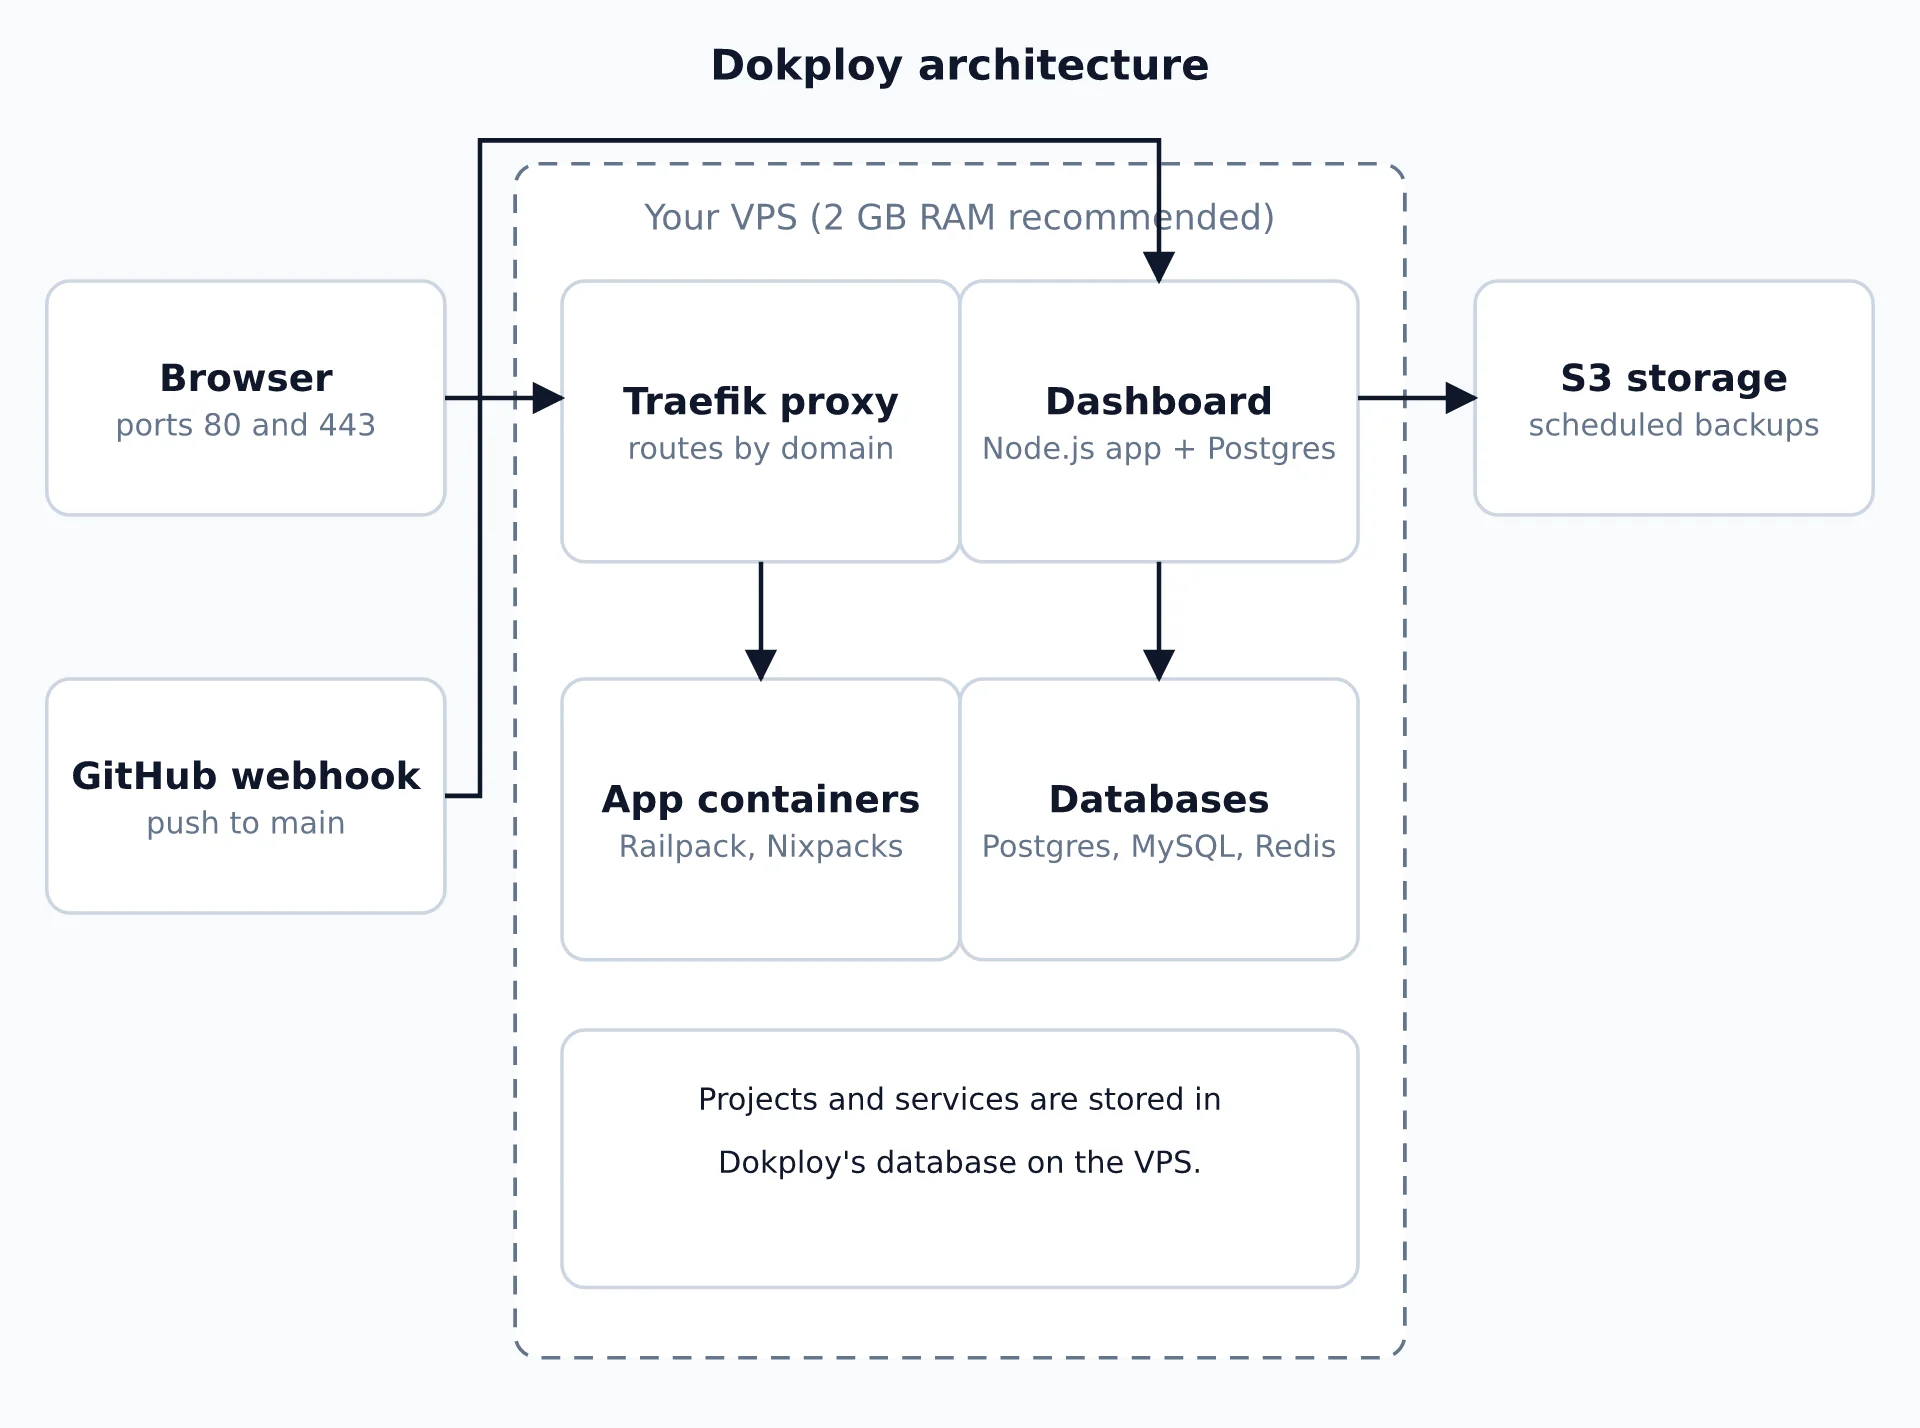 Dokploy architecture
Your VPS (2 GB RAM recommended)
Browser
ports 80 and 443
Traefik proxy
routes by domain
Dashboard
Node.js app + Postgres
S3 storage
scheduled backups
GitHub webhook
push to main
App containers
Railpack, Nixpacks
Databases
Postgres, MySQL, Redis
Projects and services are stored in
Dokploy's database on the VPS.